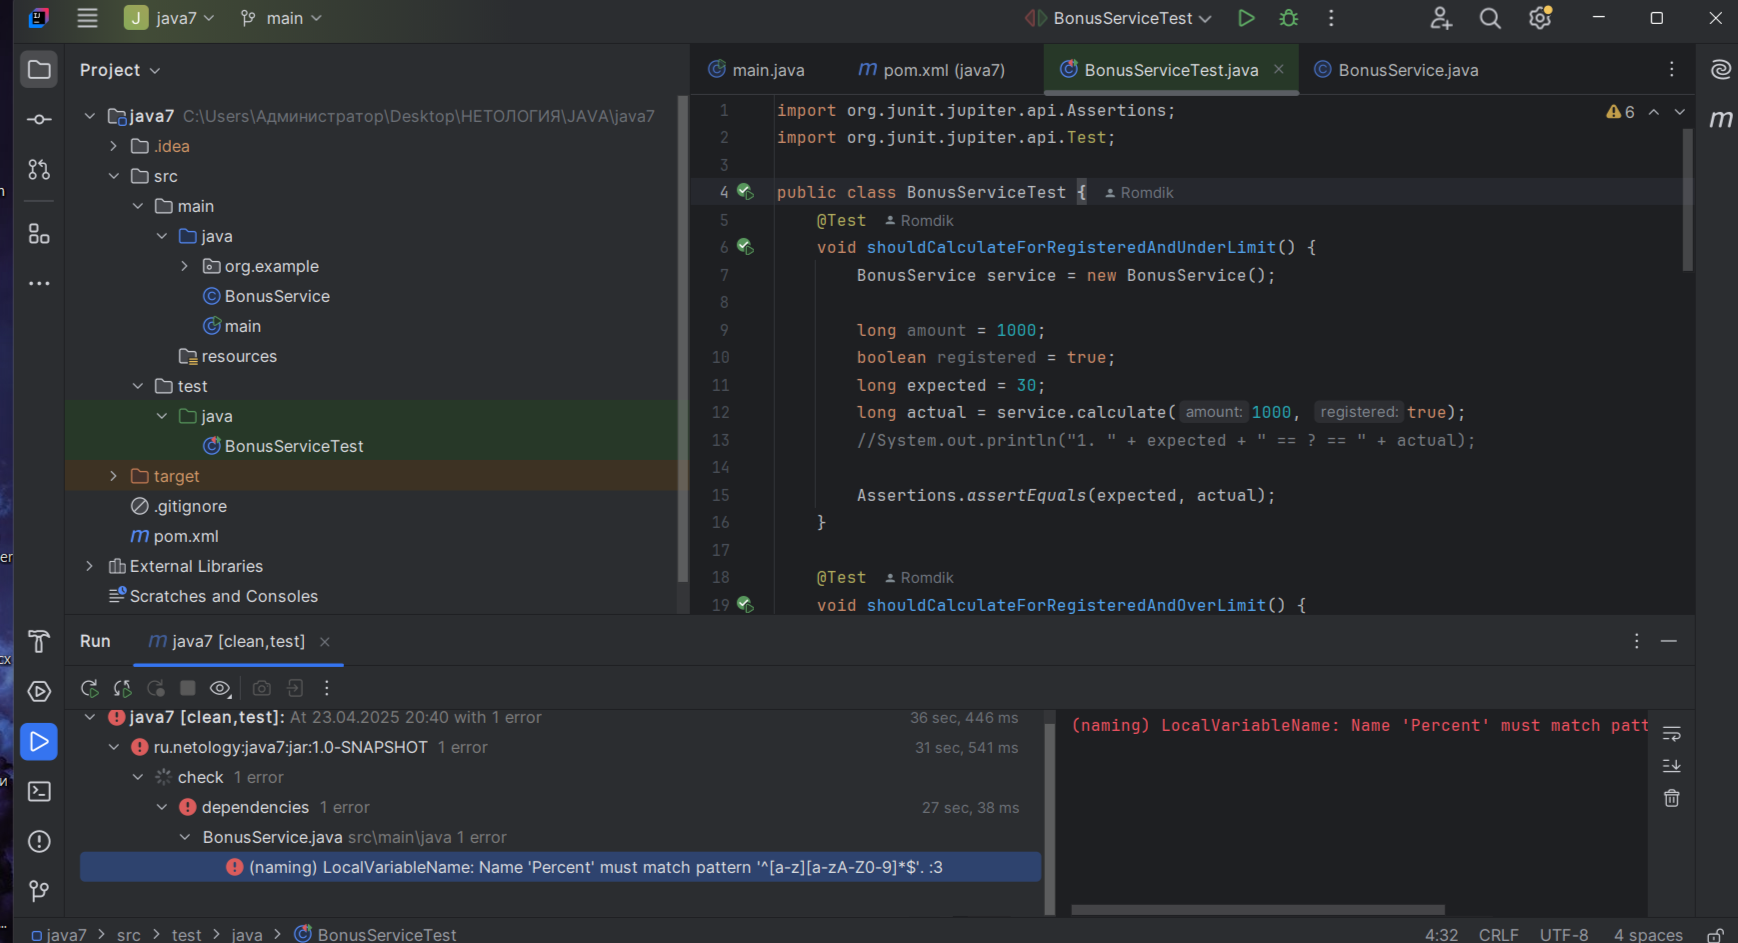 J java7 main BonusServiceTest
Project
java7 C:\Users\Администратор\Desktop\НЕТОЛОГИЯ\JAVA\java7
.idea
src
main
java
org.example
BonusService
main
resources
test
java
BonusServiceTest
target
.gitignore
pom.xml
External Libraries
Scratches and Consoles
main.java pom.xml (java7) BonusServiceTest.java BonusService.java
6
1 import org.junit.jupiter.api.Assertions;
2 import org.junit.jupiter.api.Test;
3
4 public class BonusServiceTest { Romdik
5 @Test Romdik
6 void shouldCalculateForRegisteredAndUnderLimit() {
7 BonusService service = new BonusService();
8
9 long amount = 1000;
10 boolean registered = true;
11 long expected = 30;
12 long actual = service.calculate( amount: 1000, registered: true);
13 //System.out.println("1. " + expected + " == ? == " + actual);
14
15 Assertions.assertEquals(expected, actual);
16 }
17
18 @Test Romdik
19 void shouldCalculateForRegisteredAndOverLimit() {
Run java7 [clean,test]
java7 [clean,test]: At 23.04.2025 20:40 with 1 error 36 sec, 446 ms
ru.netology:java7:jar:1.0-SNAPSHOT 1 error 31 sec, 541 ms
check 1 error
dependencies 1 error 27 sec, 38 ms
BonusService.java src\main\java 1 error
(naming) LocalVariableName: Name 'Percent' must match pattern '^[a-z][a-zA-Z0-9]*$'. :3
(naming) LocalVariableName: Name 'Percent' must match patt
java7 > src > test > java > BonusServiceTest
4:32 CRLF UTF-8 4 spaces